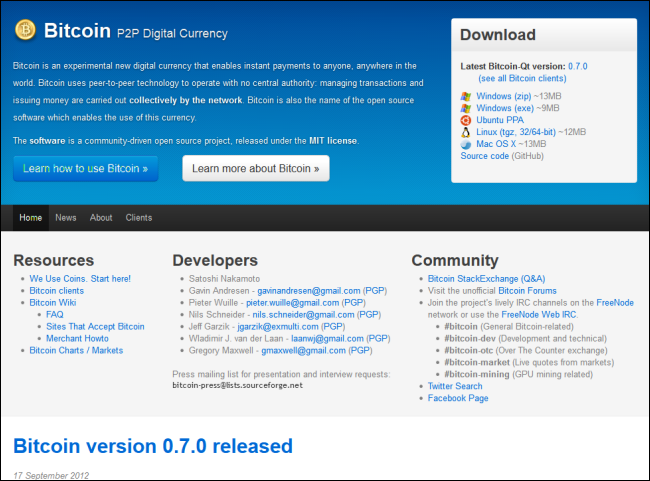 Bitcoin P2P Digital Currency
Bitcoin is an experimental new digital currency that enables instant payments to anyone, anywhere in the
world. Bitcoin uses peer-to-peer technology to operate with no central authority: managing transactions and
issuing money are carried out collectively by the network. Bitcoin is also the name of the open source
software which enables the use of this currency.
The software is a community-driven open source project, released under the MIT license.
Learn how to use Bitcoin »
Learn more about Bitcoin »
Download
Latest Bitcoin-Qt version: 0.7.0
(see all Bitcoin clients)
Windows (zip) ~13MB
Windows (exe) ~9MB
Ubuntu PPA
Linux (tgz, 32/64-bit) ~12MB
Mac OS X ~13MB
Source code (GitHub)
Home News About Clients
Resources
We Use Coins. Start here!
Bitcoin clients
Bitcoin Wiki
FAQ
Sites That Accept Bitcoin
Merchant Howto
Bitcoin Charts / Markets
Developers
Satoshi Nakamoto
Gavin Andresen - gavinandresen@gmail.com (PGP)
Pieter Wuille - pieter.wuille@gmail.com (PGP)
Nils Schneider - nils.schneider@gmail.com (PGP)
Jeff Garzik - jgarzik@exmulti.com (PGP)
Wladimir J. van der Laan - laanwj@gmail.com (PGP)
Gregory Maxwell - gmaxwell@gmail.com (PGP)
Press mailing list for presentation and interview requests:
bitcoin-press@lists.sourceforge.net
Community
Bitcoin StackExchange (Q&A)
Visit the unofficial Bitcoin Forums
Join the project's lively IRC channels on the FreeNode
network or use the FreeNode Web IRC.
#bitcoin (General Bitcoin-related)
#bitcoin-dev (Development and technical)
#bitcoin-otc (Over The Counter exchange)
#bitcoin-market (Live quotes from markets)
#bitcoin-mining (GPU mining related)
Twitter Search
Facebook Page
Bitcoin version 0.7.0 released
17 September 2012